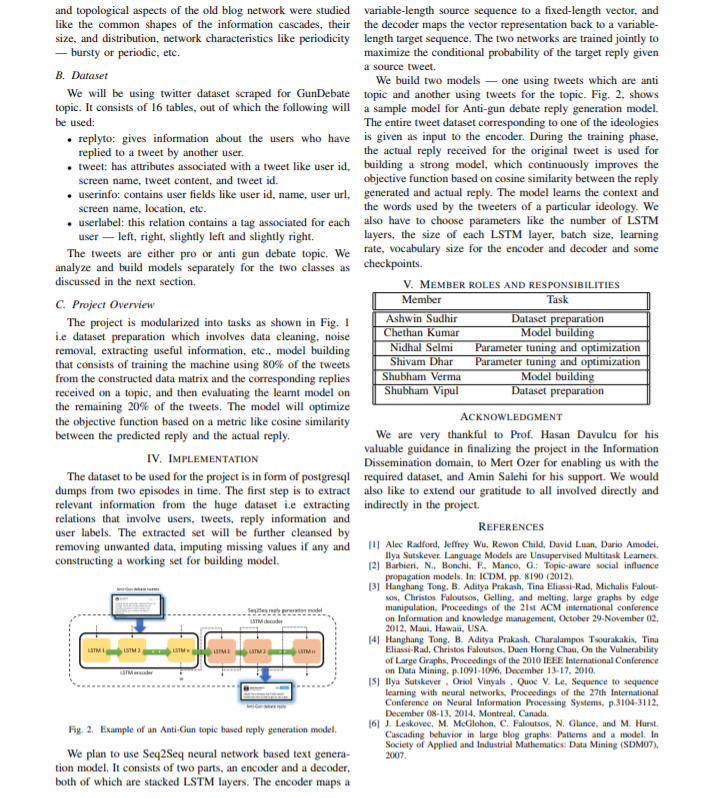 and topological aspects of the old blog network were studied
like the common shapes of the information cascades, their
size, and distribution, network characteristics like periodicity
— bursty or periodic, etc.
B. Dataset
We will be using twitter dataset scraped for GunDebate
topic. It consists of 16 tables, out of which the following will
be used:
• replyto: gives information about the users who have
replied to a tweet by another user.
• tweet: has attributes associated with a tweet like user id,
screen name, tweet content, and tweet id.
• userinfo: contains user fields like user id, name, user url,
screen name, location, etc.
• userlabel: this relation contains a tag associated for each
user — left, right, slightly left and slightly right.
The tweets are either pro or anti gun debate topic. We
analyze and build models separately for the two classes as
discussed in the next section.
C. Project Overview
The project is modularized into tasks as shown in Fig. 1
i.e dataset preparation which involves data cleaning, noise
removal, extracting useful information, etc., model building
that consists of training the machine using 80% of the tweets
from the constructed data matrix and the corresponding replies
received on a topic, and then evaluating the learnt model on
the remaining 20% of the tweets. The model will optimize
the objective function based on a metric like cosine similarity
between the predicted reply and the actual reply.
IV. IMPLEMENTATION
The dataset to be used for the project is in form of postgresql
dumps from two episodes in time. The first step is to extract
relevant information from the huge dataset i.e extracting
relations that involve users, tweets, reply information and
user labels. The extracted set will be further cleansed by
removing unwanted data, imputing missing values if any and
constructing a working set for building model.
Anti-Gun debate tweets
Seq2Seq reply generation model
LSTM decoder
LSTM 1 LSTM 2 LSTM n LSTM 1 LSTM 2 LSTM n
LSTM encoder
Anti-Gun debate reply
Fig. 2. Example of an Anti-Gun topic based reply generation model.
We plan to use Seq2Seq neural network based text genera-
tion model. It consists of two parts, an encoder and a decoder,
both of which are stacked LSTM layers. The encoder maps a
variable-length source sequence to a fixed-length vector, and
the decoder maps the vector representation back to a variable-
length target sequence. The two networks are trained jointly to
maximize the conditional probability of the target reply given
a source tweet.
We build two models — one using tweets which are anti
topic and another using tweets for the topic. Fig. 2, shows
a sample model for Anti-gun debate reply generation model.
The entire tweet dataset corresponding to one of the ideologies
is given as input to the encoder. During the training phase,
the actual reply received for the original tweet is used for
building a strong model, which continuously improves the
objective function based on cosine similarity between the reply
generated and actual reply. The model learns the context and
the words used by the tweeters of a particular ideology. We
also have to choose parameters like the number of LSTM
layers, the size of each LSTM layer, batch size, learning
rate, vocabulary size for the encoder and decoder and some
checkpoints.
V. MEMBER ROLES AND RESPONSIBILITIES
Member Task
Ashwin Sudhir Dataset preparation
Chethan Kumar Model building
Nidhal Selmi Parameter tuning and optimization
Shivam Dhar Parameter tuning and optimization
Shubham Verma Model building
Shubham Vipul Dataset preparation
ACKNOWLEDGMENT
We are very thankful to Prof. Hasan Davulcu for his
valuable guidance in finalizing the project in the Information
Dissemination domain, to Mert Ozer for enabling us with the
required dataset, and Amin Salehi for his support. We would
also like to extend our gratitude to all involved directly and
indirectly in the project.
REFERENCES
[1] Alec Radford, Jeffrey Wu, Rewon Child, David Luan, Dario Amodei,
Ilya Sutskever. Language Models are Unsupervised Multitask Learners.
[2] Barbieri, N., Bonchi, F., Manco, G.: Topic-aware social influence
propagation models. In: ICDM, pp. 8190 (2012).
[3] Hanghang Tong, B. Aditya Prakash, Tina Eliassi-Rad, Michalis Falout-
sos, Christos Faloutsos, Gelling, and melting, large graphs by edge
manipulation, Proceedings of the 21st ACM international conference
on Information and knowledge management, October 29-November 02,
2012, Maui, Hawaii, USA.
[4] Hanghang Tong, B. Aditya Prakash, Charalampos Tsourakakis, Tina
Eliassi-Rad, Christos Faloutsos, Duen Horng Chau, On the Vulnerability
of Large Graphs, Proceedings of the 2010 IEEE International Conference
on Data Mining, p.1091-1096, December 13-17, 2010.
[5] Ilya Sutskever , Oriol Vinyals , Quoc V. Le, Sequence to sequence
learning with neural networks, Proceedings of the 27th International
Conference on Neural Information Processing Systems, p.3104-3112,
December 08-13, 2014, Montreal, Canada.
[6] J. Leskovec, M. McGlohon, C. Faloutsos, N. Glance, and M. Hurst.
Cascading behavior in large blog graphs: Patterns and a model. In
Society of Applied and Industrial Mathematics: Data Mining (SDM07),
2007.